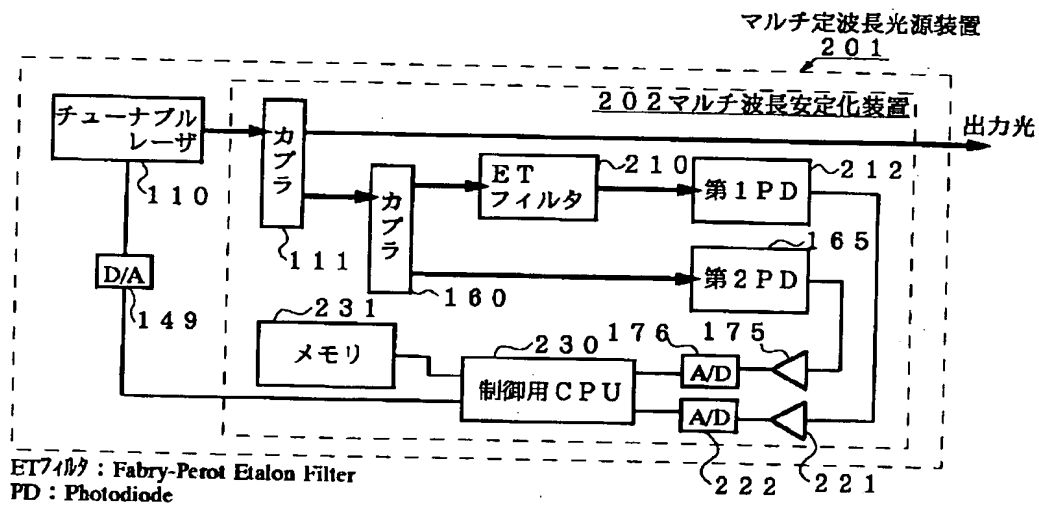 マルチ定波長光源装置
201
202マルチ波長安定化装置
チューナブル
レーザ
110
カプラ
111
カプラ
160
ET
フィルタ
210
第1PD
212
出力光
第2PD
165
D/A
149
231
メモリ
230
制御用CPU
176
A/D
175
A/D
222
221
ETフィルタ : Fabry-Perot Etalon Filter
PD : Photodiode